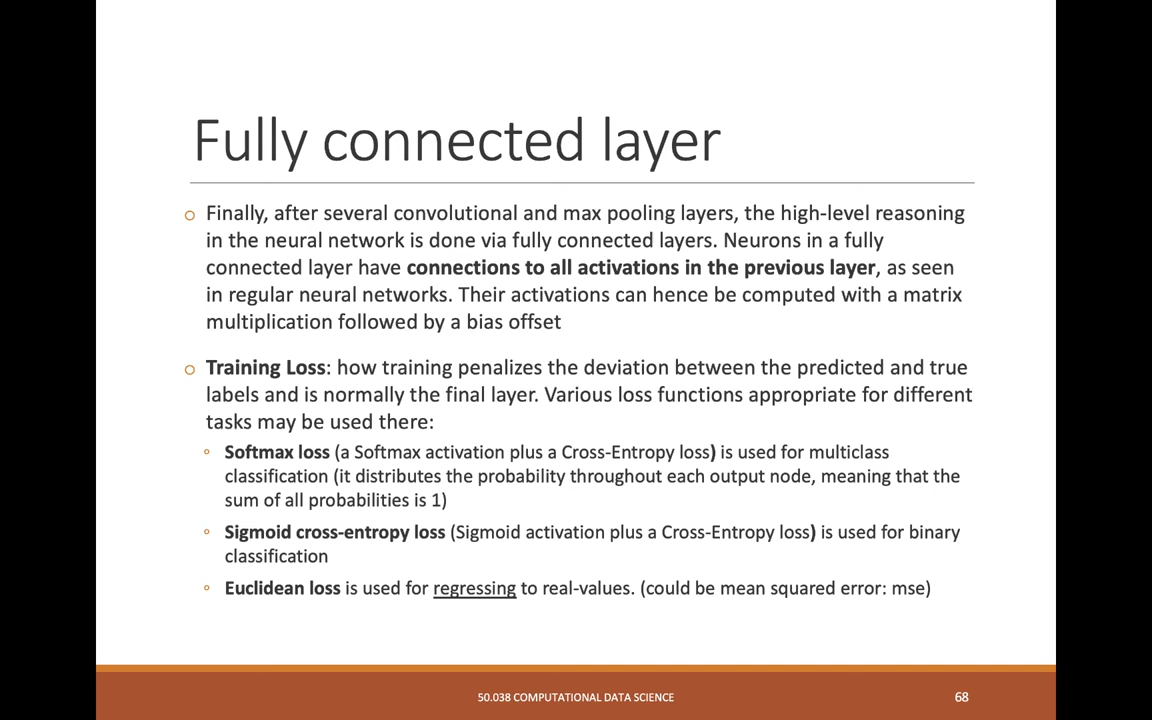 Fully connected layer
Finally, after several convolutional and max pooling layers, the high-level reasoning
in the neural network is done via fully connected layers. Neurons in a fully
connected layer have connections to all activations in the previous layer, as seen
in regular neural networks. Their activations can hence be computed with a matrix
multiplication followed by a bias offset
Training Loss: how training penalizes the deviation between the predicted and true
labels and is normally the final layer. Various loss functions appropriate for different
tasks may be used there:
Softmax loss (a Softmax activation plus a Cross-Entropy loss) is used for multiclass
classification (it distributes the probability throughout each output node, meaning that the
sum of all probabilities is 1)
Sigmoid cross-entropy loss (Sigmoid activation plus a Cross-Entropy loss) is used for binary
classification
Euclidean loss is used for regressing to real-values. (could be mean squared error: mse)
50.038 COMPUTATIONAL DATA SCIENCE
68